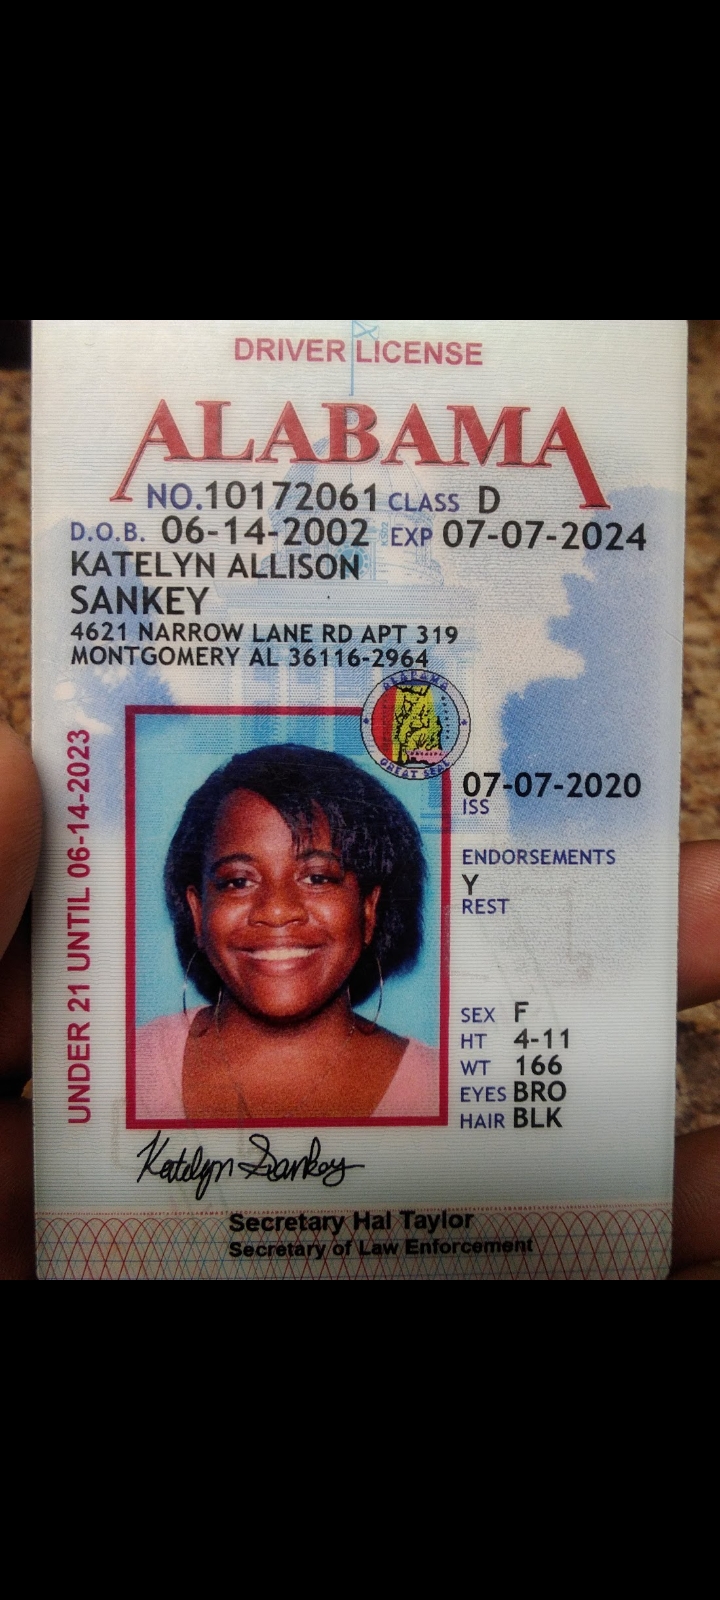 DRIVER LICENSE
ALABAMA
NO.10172061 CLASS D
D.O.B. 06-14-2002 EXP 07-07-2024
KATELYN ALLISON
SANKEY
4621 NARROW LANE RD APT 319
MONTGOMERY AL 36116-2964
ALABAMA
GREAT SEAL
UNDER 21 UNTIL 06-14-2023
07-07-2020
ISS
ENDORSEMENTS
Y
REST
SEX F
HT 4-11
WT 166
EYES BRO
HAIR BLK
Katelyn Sankey
Secretary Hal Taylor
Secretary of Law Enforcement